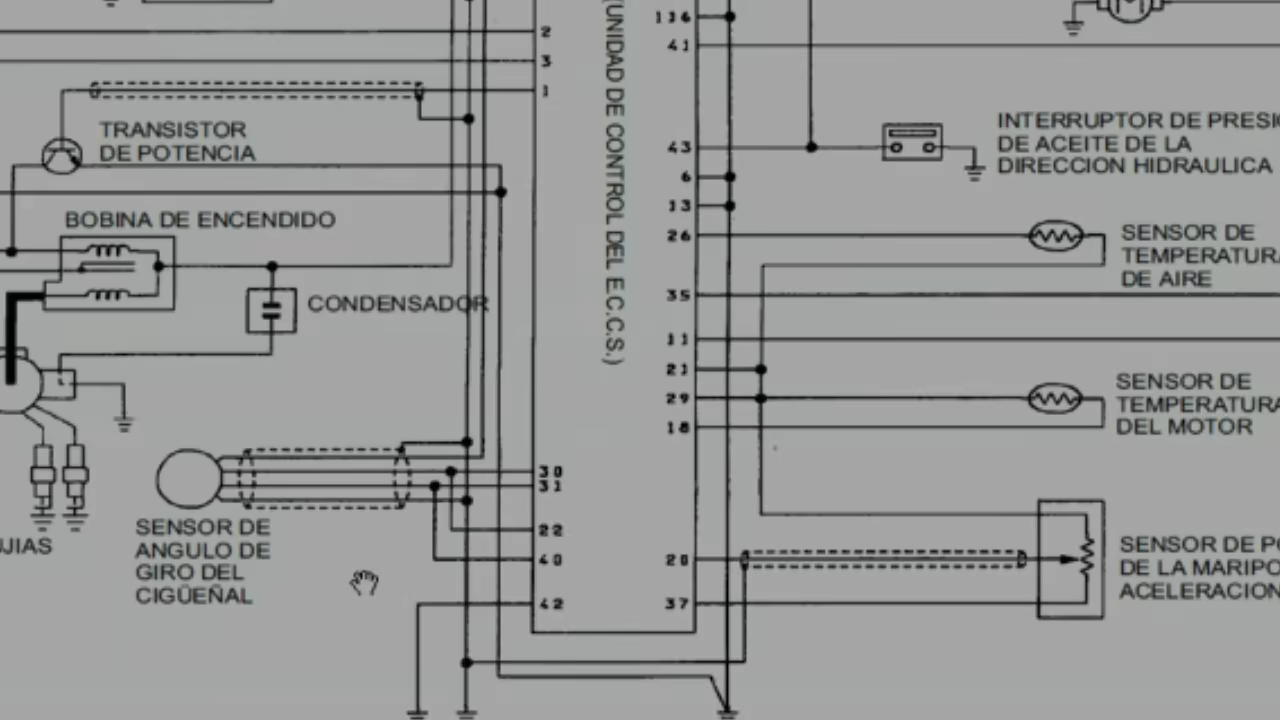 2
3
1
TRANSISTOR
DE POTENCIA
BOBINA DE ENCENDIDO
CONDENSADOR
SENSOR DE
ANGULO DE
GIRO DEL
CIGÜEÑAL
30
31
22
40
42
(UNIDAD DE CONTROL DEL E.C.C.S.)
116
41
43
6
13
26
35
11
21
29
18
37
INTERRUPTOR DE PRESI
DE ACEITE DE LA
DIRECCION HIDRAULICA
SENSOR DE
TEMPERATURA
DE AIRE
SENSOR DE
TEMPERATURA
DEL MOTOR
SENSOR DE PO
DE LA MARIPO
ACELERACION